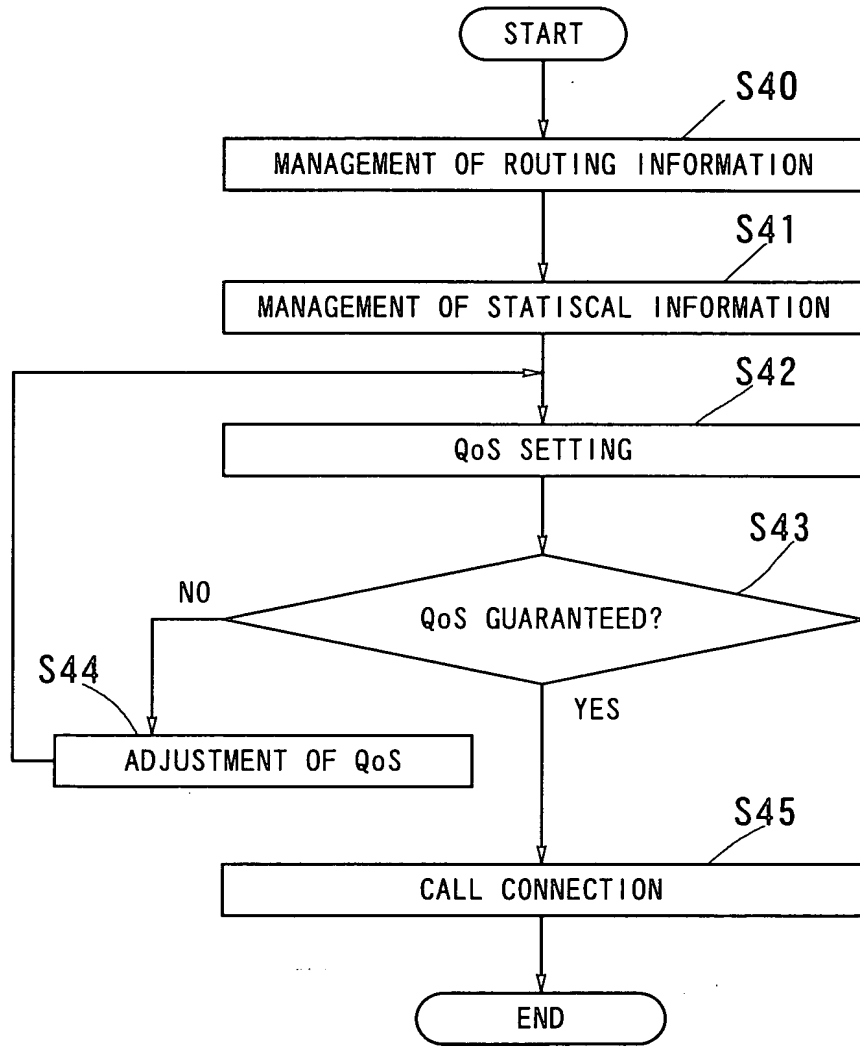 START
S40
MANAGEMENT OF ROUTING INFORMATION
S41
MANAGEMENT OF STATISCAL INFORMATION
S42
QoS SETTING
S43
NO
QoS GUARANTEED?
S44
YES
ADJUSTMENT OF QoS
S45
CALL CONNECTION
END